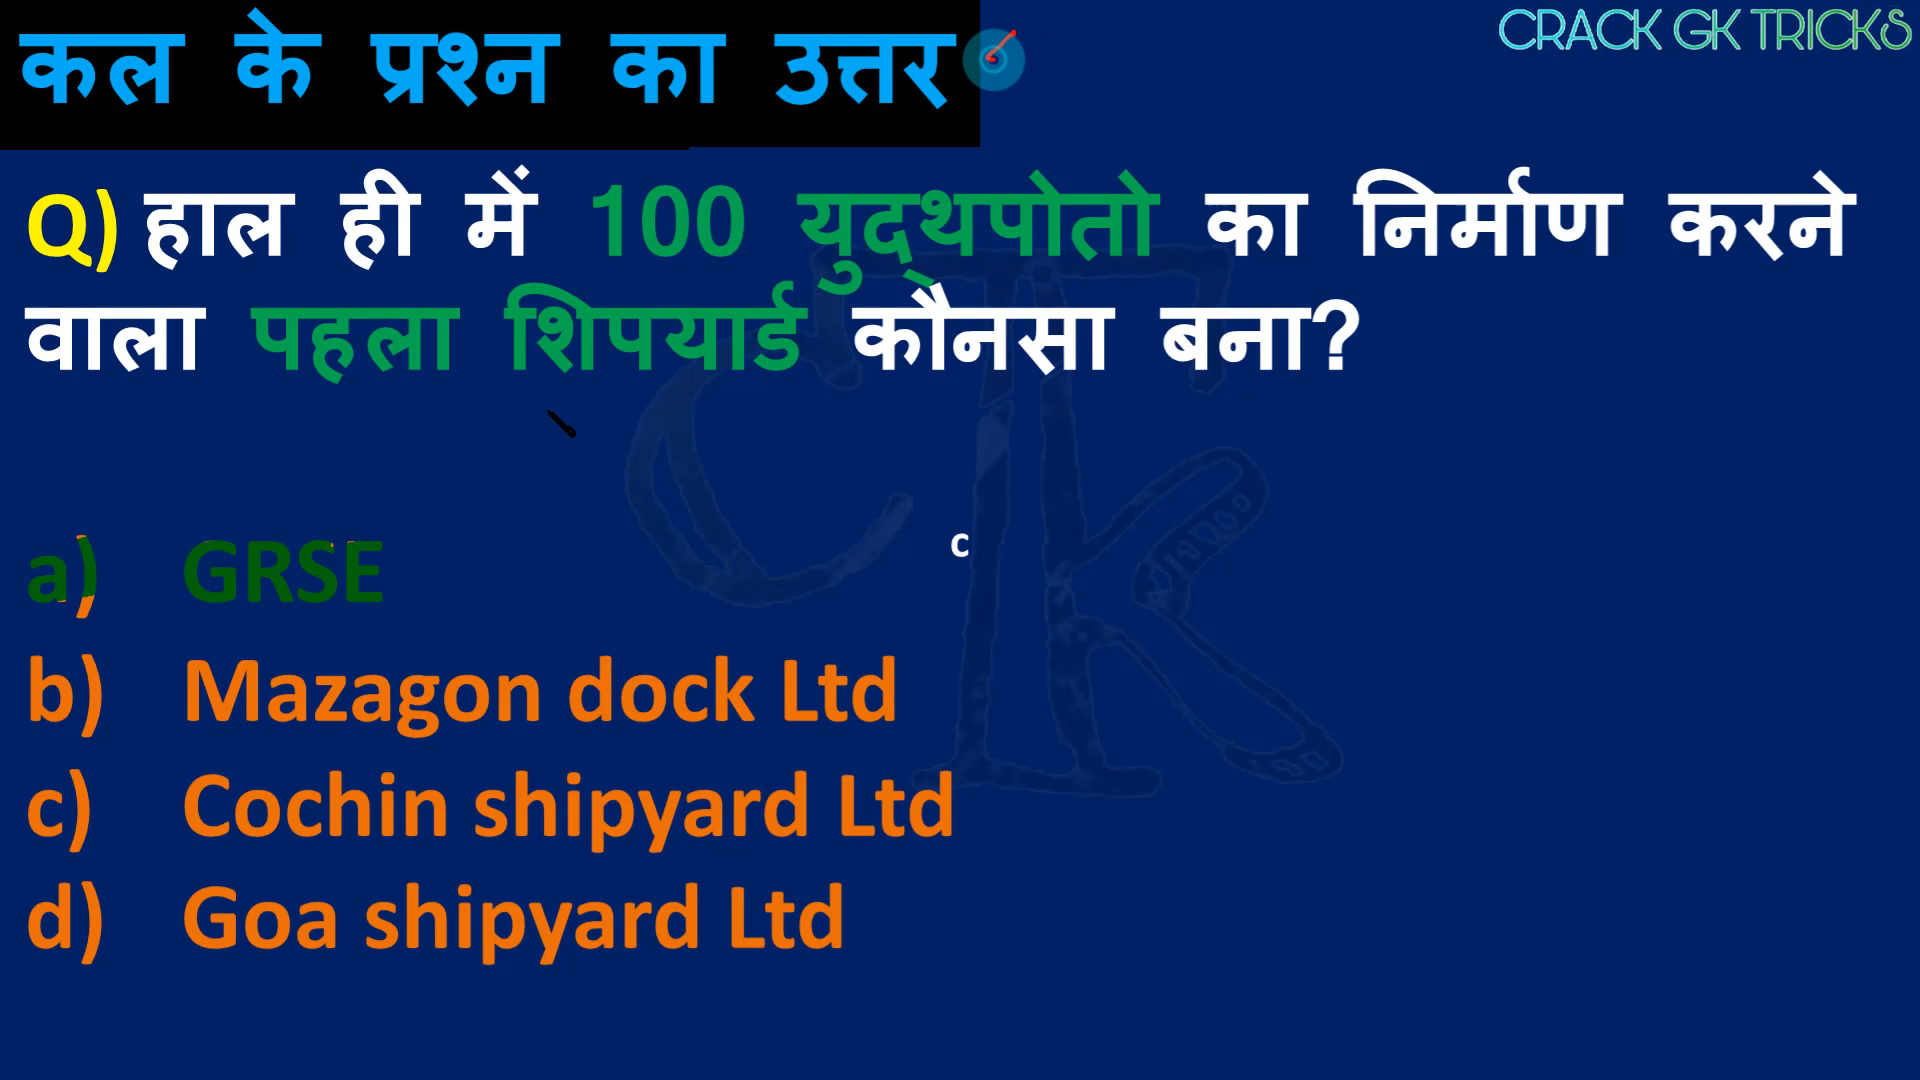 कल के प्रश्न का उत्तर
CRACK GK TRICKS
Q) हाल ही में 100 युद्थपोतो का निर्माण करने
वाला पहला शिपयार्ड कौनसा बना?
c
a) GRSE
b) Mazagon dock Ltd
c) Cochin shipyard Ltd
d) Goa shipyard Ltd